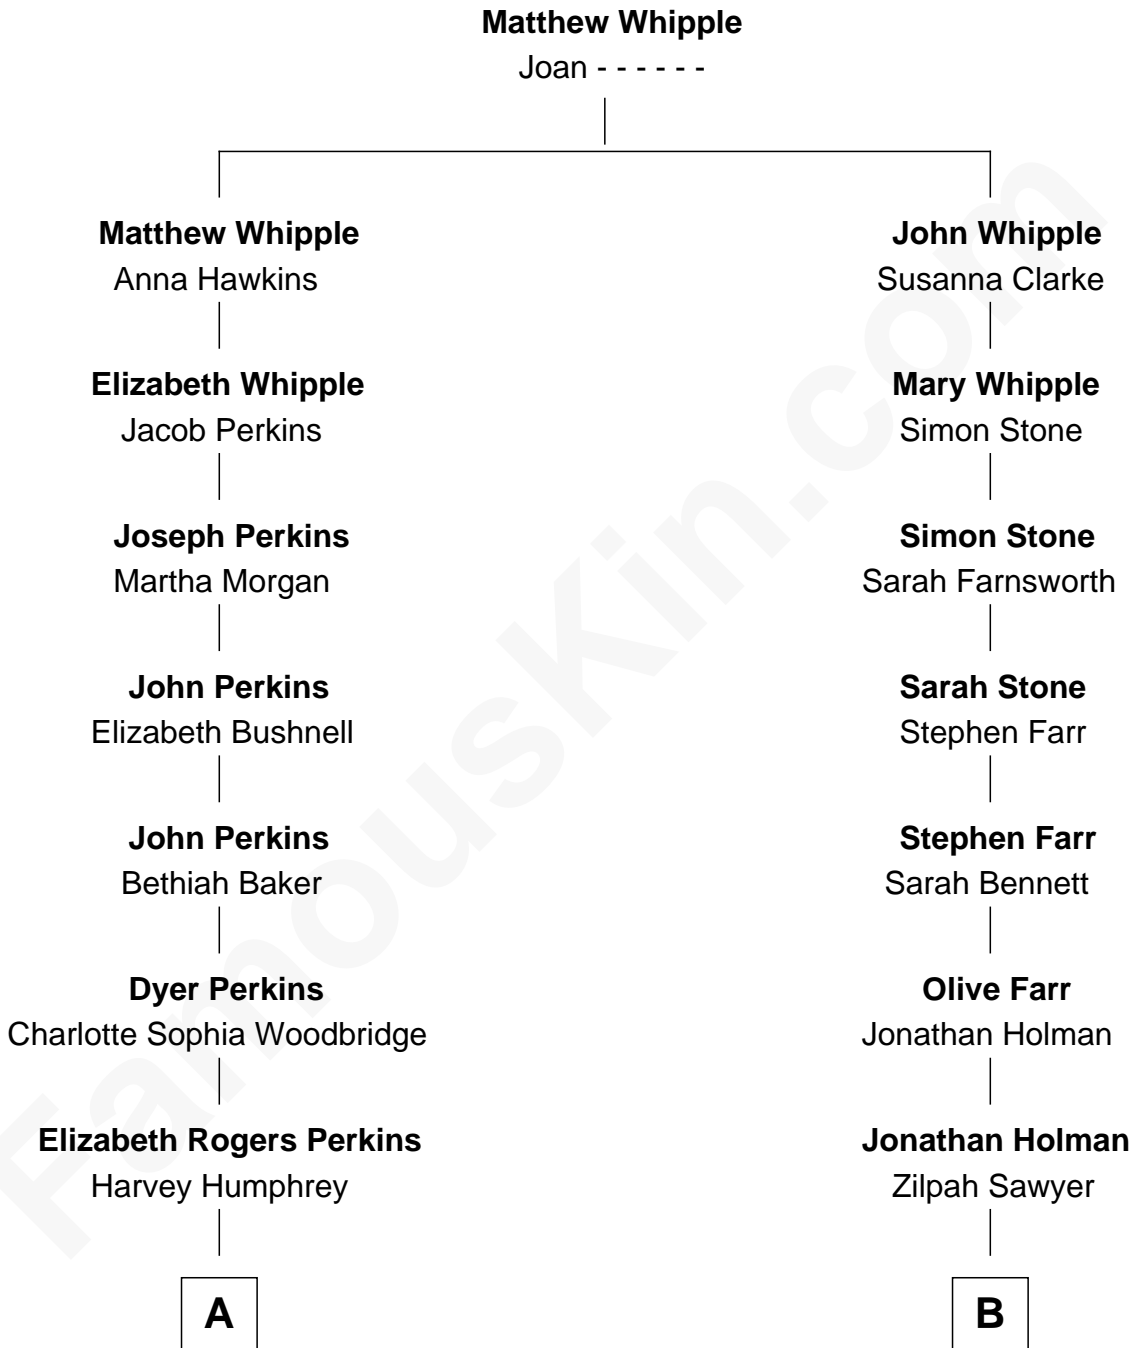 Matthew Whipple
Joan - - - - - -
Matthew Whipple
Anna Hawkins
John Whipple
Susanna Clarke
Elizabeth Whipple
Jacob Perkins
Mary Whipple
Simon Stone
Joseph Perkins
Martha Morgan
Simon Stone
Sarah Farnsworth
John Perkins
Elizabeth Bushnell
Sarah Stone
Stephen Farr
John Perkins
Bethiah Baker
Stephen Farr
Sarah Bennett
Dyer Perkins
Charlotte Sophia Woodbridge
Olive Farr
Jonathan Holman
Elizabeth Rogers Perkins
Harvey Humphrey
Jonathan Holman
Zilpah Sawyer
A
B
FamousKin.com